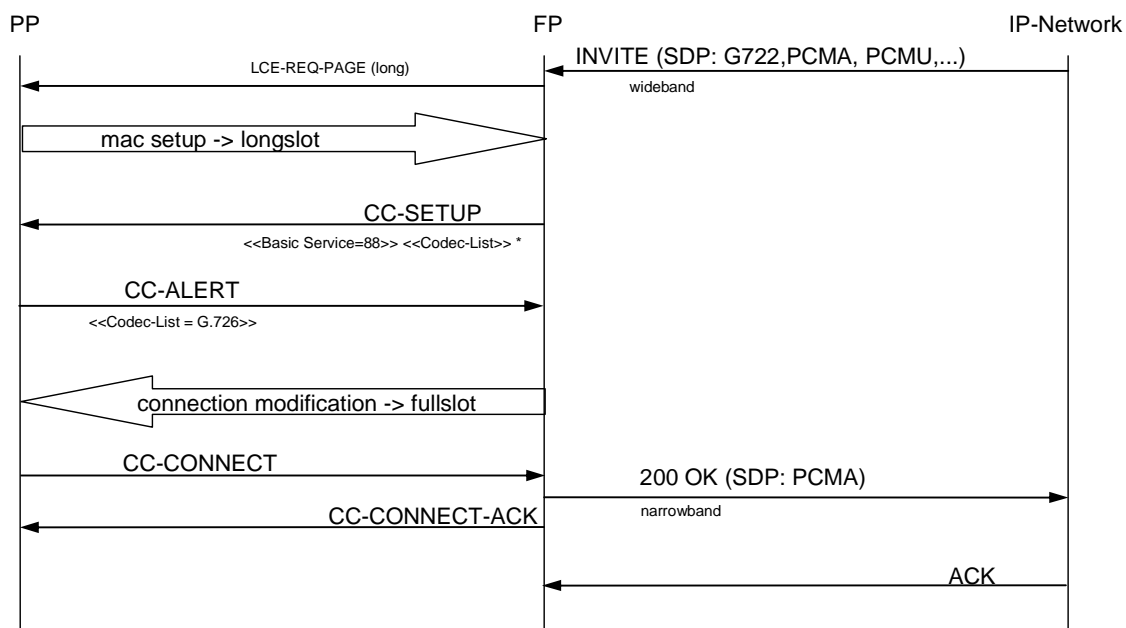 PP FP IP-Network
INVITE (SDP: G722,PCMA, PCMU,...)
LCE-REQ-PAGE (long)
wideband
mac setup -> longslot
CC-SETUP
<<Basic Service=88>> <<Codec-List>> *
CC-ALERT
<<Codec-List = G.726>>
connection modification -> fullslot
CC-CONNECT
200 OK (SDP: PCMA)
narrowband
CC-CONNECT-ACK
ACK